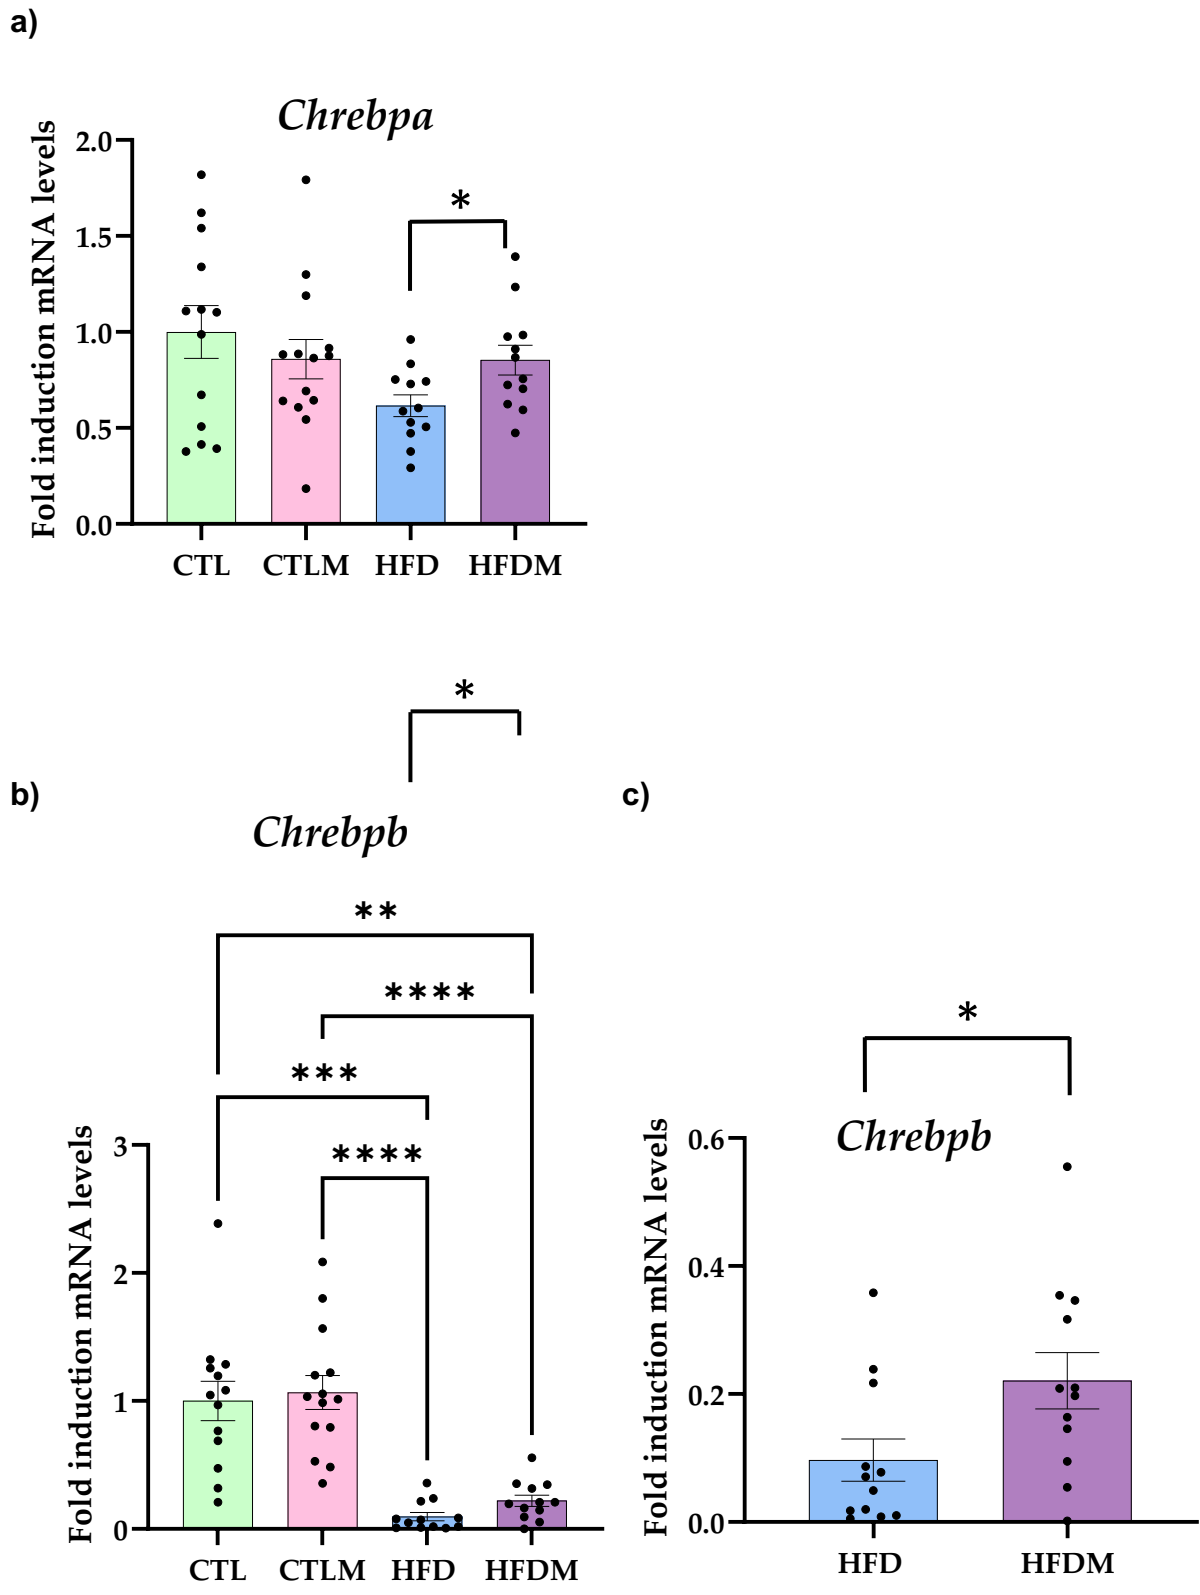 a)
Chrebpa
Fold induction mRNA levels
2.0
1.5
1.0
0.5
0.0
*
CTL CTLM HFD HFDM
*
b)
Chrebpb
Fold induction mRNA levels
3
2
1
0
**
****
***
****
CTL CTLM HFD HFDM
c)
*
Chrebpb
Fold induction mRNA levels
0.6
0.4
0.2
0.0
HFD HFDM